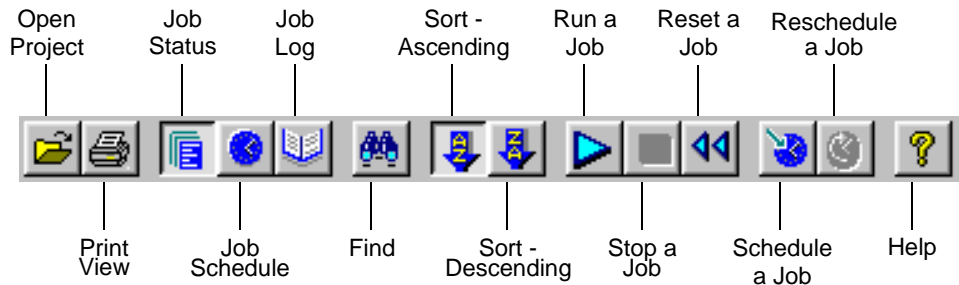 Open
Project
Job
Status
Job
Log
Sort -
Ascending
Run a
Job
Reset a
Job
Reschedule
a Job
A
Z
Z
A
?
Print
View
Job
Schedule
Find
Sort -
Descending
Stop a
Job
Schedule
a Job
Help